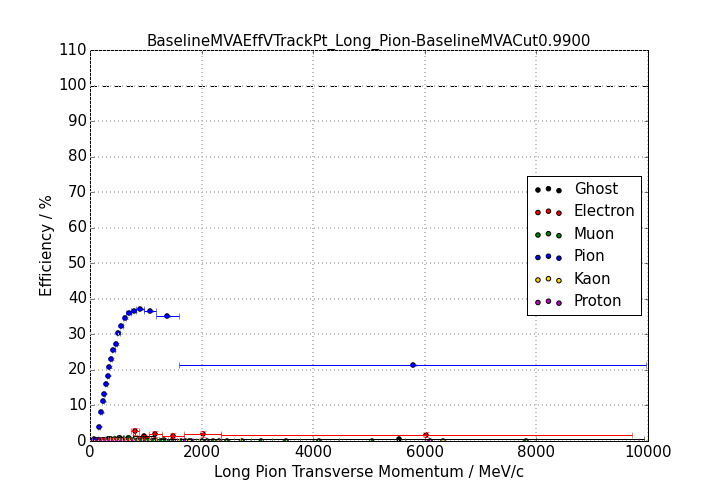 BaselineMVAEffVTrackPt_Long_Pion-BaselineMVACut0.9900
110
100
90
80
70
60
50
40
30
20
10
0
Efficiency / %
Ghost
Electron
Muon
Pion
Kaon
Proton
0 2000 4000 6000 8000 10000
Long Pion Transverse Momentum / MeV/c